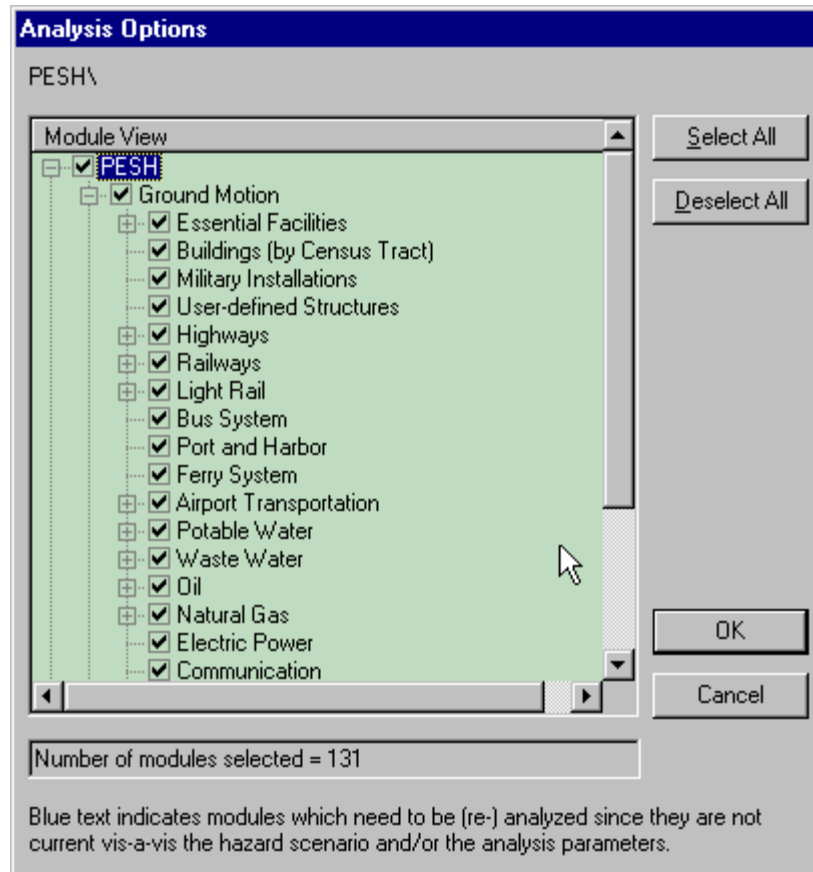 Analysis Options
PESH\
Module View
PESH
Ground Motion
Essential Facilities
Buildings (by Census Tract)
Military Installations
User-defined Structures
Highways
Railways
Light Rail
Bus System
Port and Harbor
Ferry System
Airport Transportation
Potable Water
Waste Water
Oil
Natural Gas
Electric Power
Communication
Select All
Deselect All
OK
Cancel
Number of modules selected = 131
Blue text indicates modules which need to be (re-) analyzed since they are not
current vis-a-vis the hazard scenario and/or the analysis parameters.